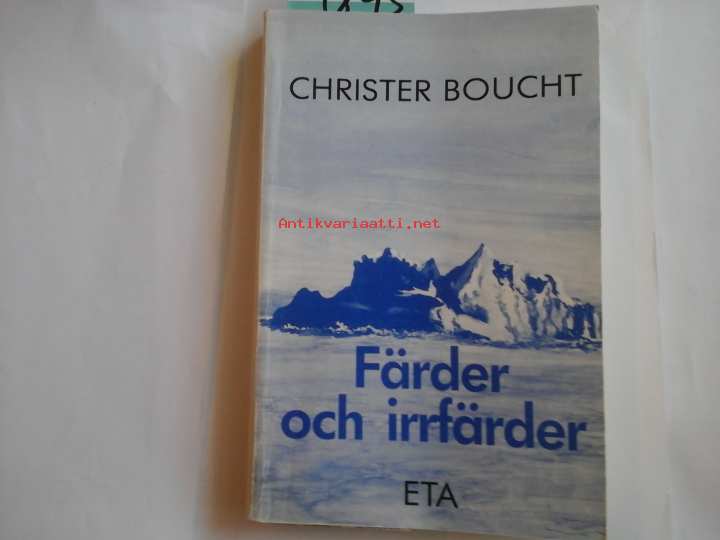 CHRISTER BOUCHT
Antikvariaatti.net
Färder
och irrfärder
ETA